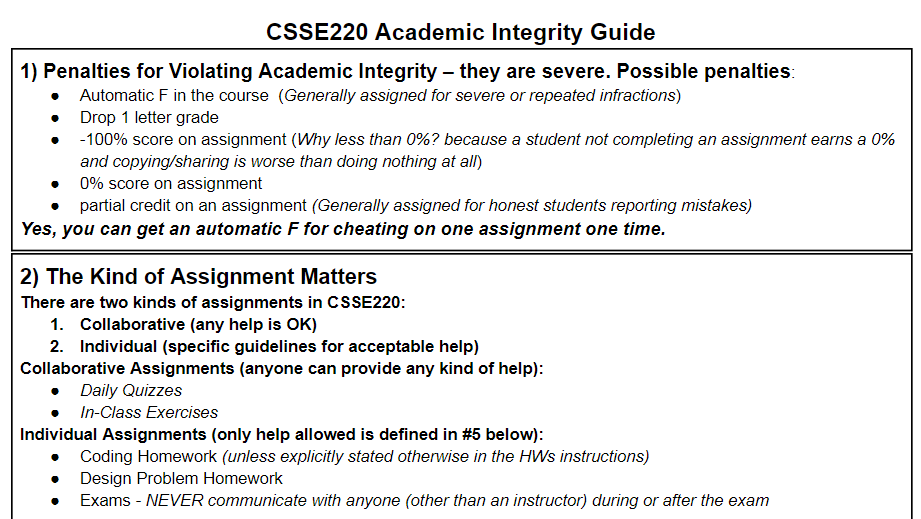 CSSE220 Academic Integrity Guide
1) Penalties for Violating Academic Integrity – they are severe. Possible penalties:
● Automatic F in the course (Generally assigned for severe or repeated infractions)
● Drop 1 letter grade
● -100% score on assignment (Why less than 0%? because a student not completing an assignment earns a 0%
and copying/sharing is worse than doing nothing at all)
● 0% score on assignment
● partial credit on an assignment (Generally assigned for honest students reporting mistakes)
Yes, you can get an automatic F for cheating on one assignment one time.
2) The Kind of Assignment Matters
There are two kinds of assignments in CSSE220:
1. Collaborative (any help is OK)
2. Individual (specific guidelines for acceptable help)
Collaborative Assignments (anyone can provide any kind of help):
● Daily Quizzes
● In-Class Exercises
Individual Assignments (only help allowed is defined in #5 below):
● Coding Homework (unless explicitly stated otherwise in the HWs instructions)
● Design Problem Homework
● Exams - NEVER communicate with anyone (other than an instructor) during or after the exam